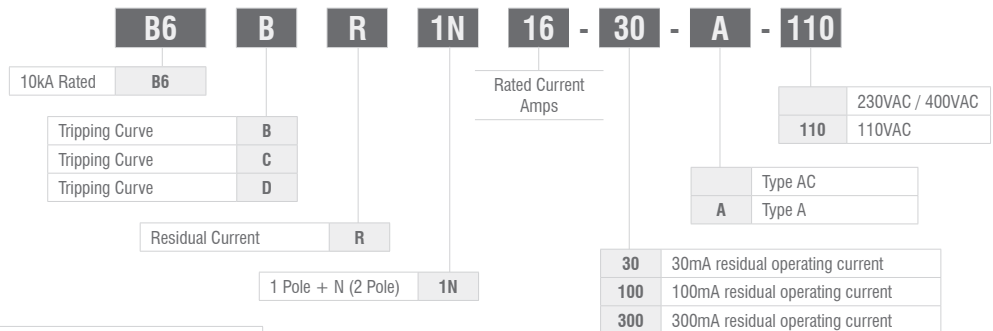 B6 B R 1N 16 - 30 - A - 110
10kA Rated B6
Rated Current
Amps
230VAC / 400VAC
110 110VAC
Tripping Curve B
Tripping Curve C
Tripping Curve D
Type AC
A Type A
Residual Current R
30 30mA residual operating current
1 Pole + N (2 Pole) 1N
100 100mA residual operating current
300 300mA residual operating current